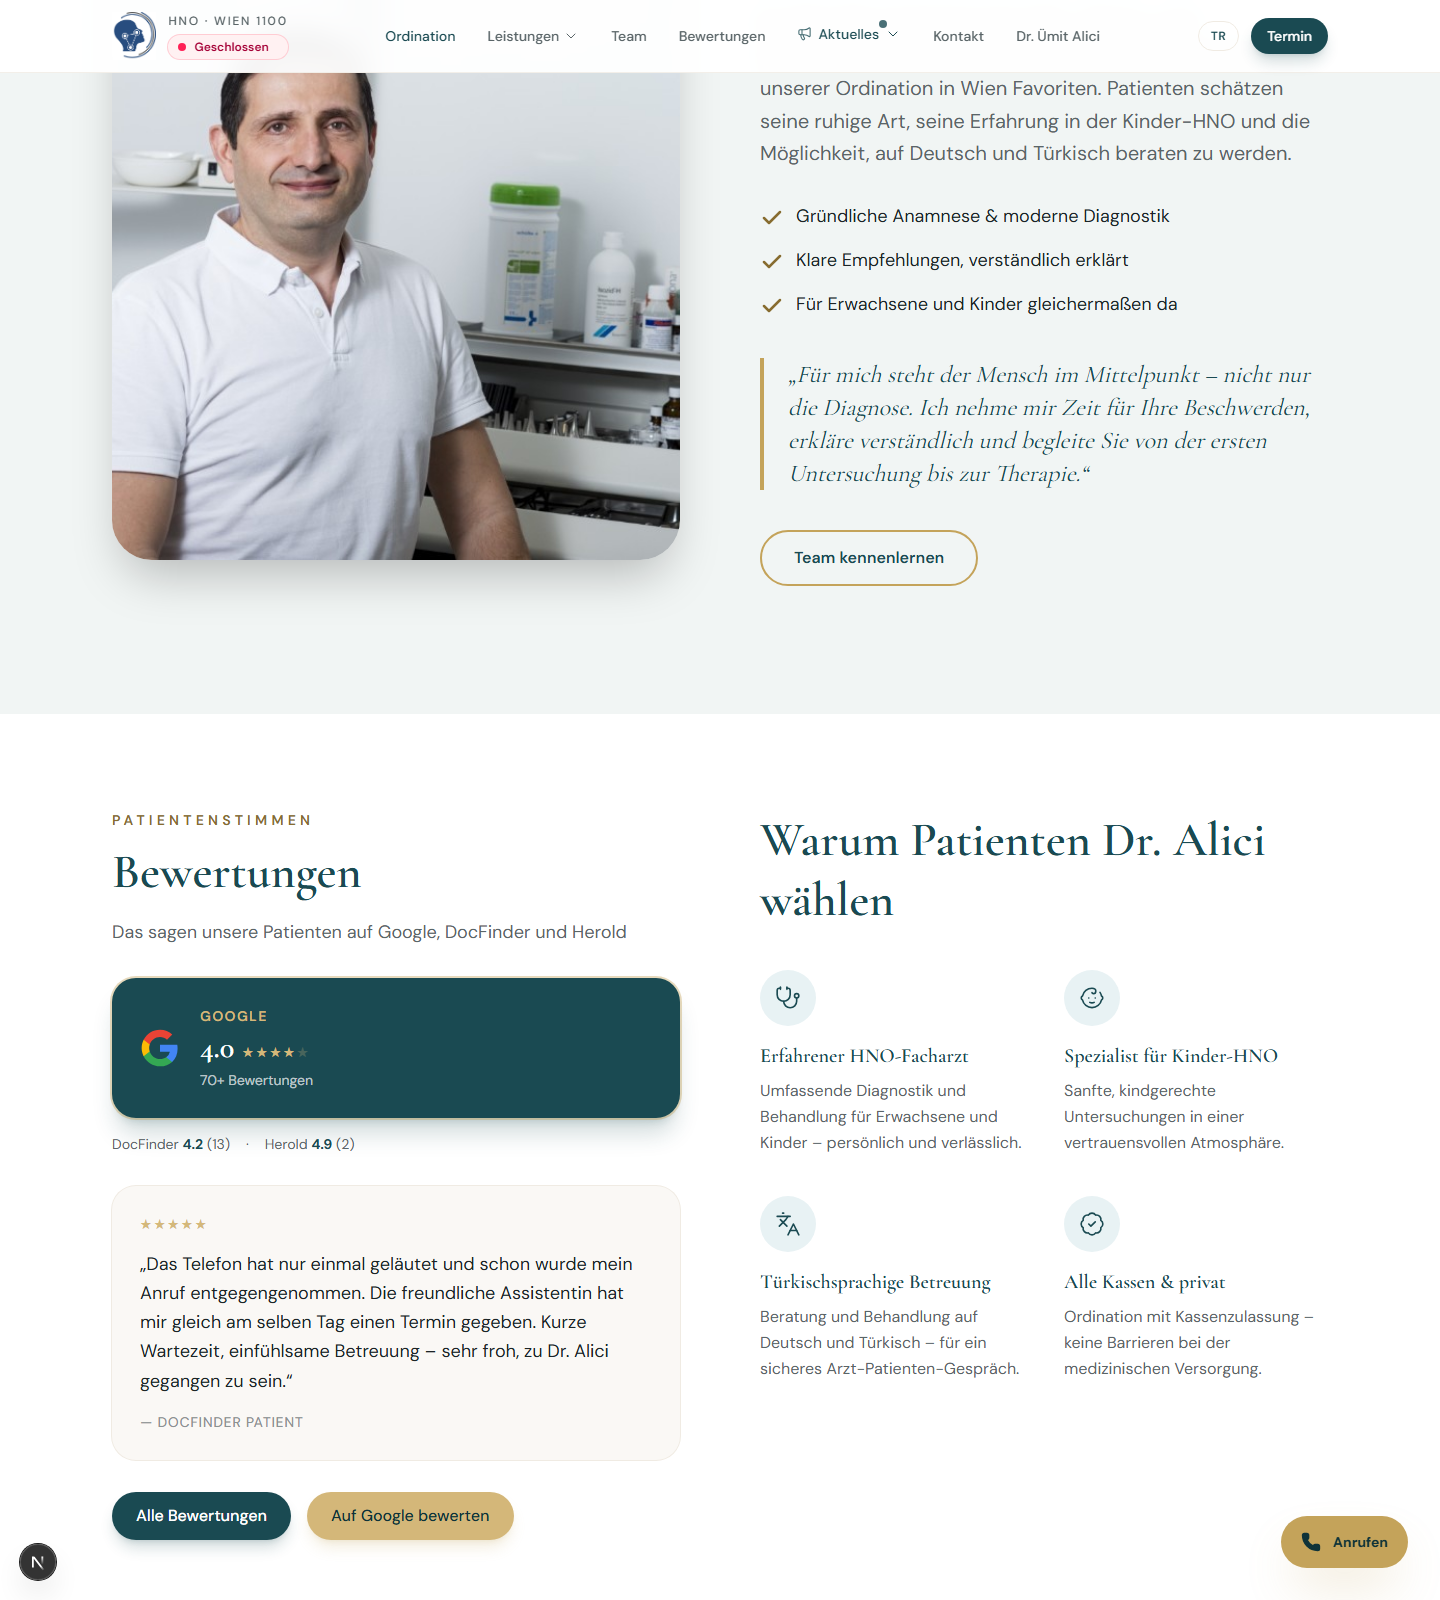 HNO · WIEN 1100
Geschlossen
Ordination
Leistungen
Team
Bewertungen
Aktuelles
Kontakt
Dr. Ümit Alici
TR
Termin
unserer Ordination in Wien Favoriten. Patienten schätzen
seine ruhige Art, seine Erfahrung in der Kinder-HNO und die
Möglichkeit, auf Deutsch und Türkisch beraten zu werden.
Gründliche Anamnese & moderne Diagnostik
Klare Empfehlungen, verständlich erklärt
Für Erwachsene und Kinder gleichermaßen da
„Für mich steht der Mensch im Mittelpunkt – nicht nur
die Diagnose. Ich nehme mir Zeit für Ihre Beschwerden,
erkläre verständlich und begleite Sie von der ersten
Untersuchung bis zur Therapie.“
Team kennenlernen
PATIENTENSTIMMEN
Bewertungen
Das sagen unsere Patienten auf Google, DocFinder und Herold
GOOGLE
4.0 ★★★★★
70+ Bewertungen
DocFinder 4.2 (13) · Herold 4.9 (2)
★★★★★
„Das Telefon hat nur einmal geläutet und schon wurde mein
Anruf entgegengenommen. Die freundliche Assistentin hat
mir gleich am selben Tag einen Termin gegeben. Kurze
Wartezeit, einfühlsame Betreuung – sehr froh, zu Dr. Alici
gegangen zu sein.“
— DOCFINDER PATIENT
Alle Bewertungen
Auf Google bewerten
Warum Patienten Dr. Alici
wählen
Erfahrener HNO-Facharzt
Umfassende Diagnostik und
Behandlung für Erwachsene und
Kinder – persönlich und verlässlich.
Spezialist für Kinder-HNO
Sanfte, kindgerechte
Untersuchungen in einer
vertrauensvollen Atmosphäre.
Türkischsprachige Betreuung
Beratung und Behandlung auf
Deutsch und Türkisch – für ein
sicheres Arzt-Patienten-Gespräch.
Alle Kassen & privat
Ordination mit Kassenzulassung –
keine Barrieren bei der
medizinischen Versorgung.
N
Anrufen